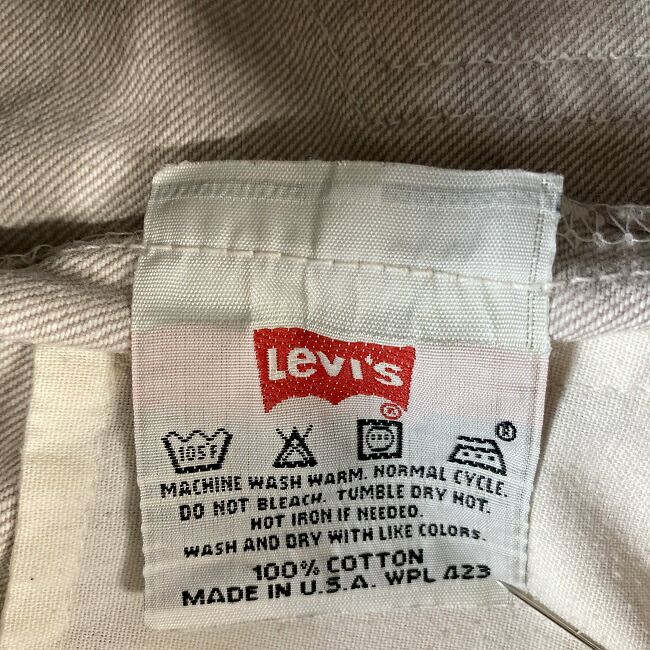 Levi's
®
105F ®
MACHINE WASH WARM. NORMAL CYCLE.
DO NOT BLEACH. TUMBLE DRY HOT.
HOT IRON IF NEEDED.
WASH AND DRY WITH LIKE COLORS.
100% COTTON
MADE IN U.S.A. WPL 423